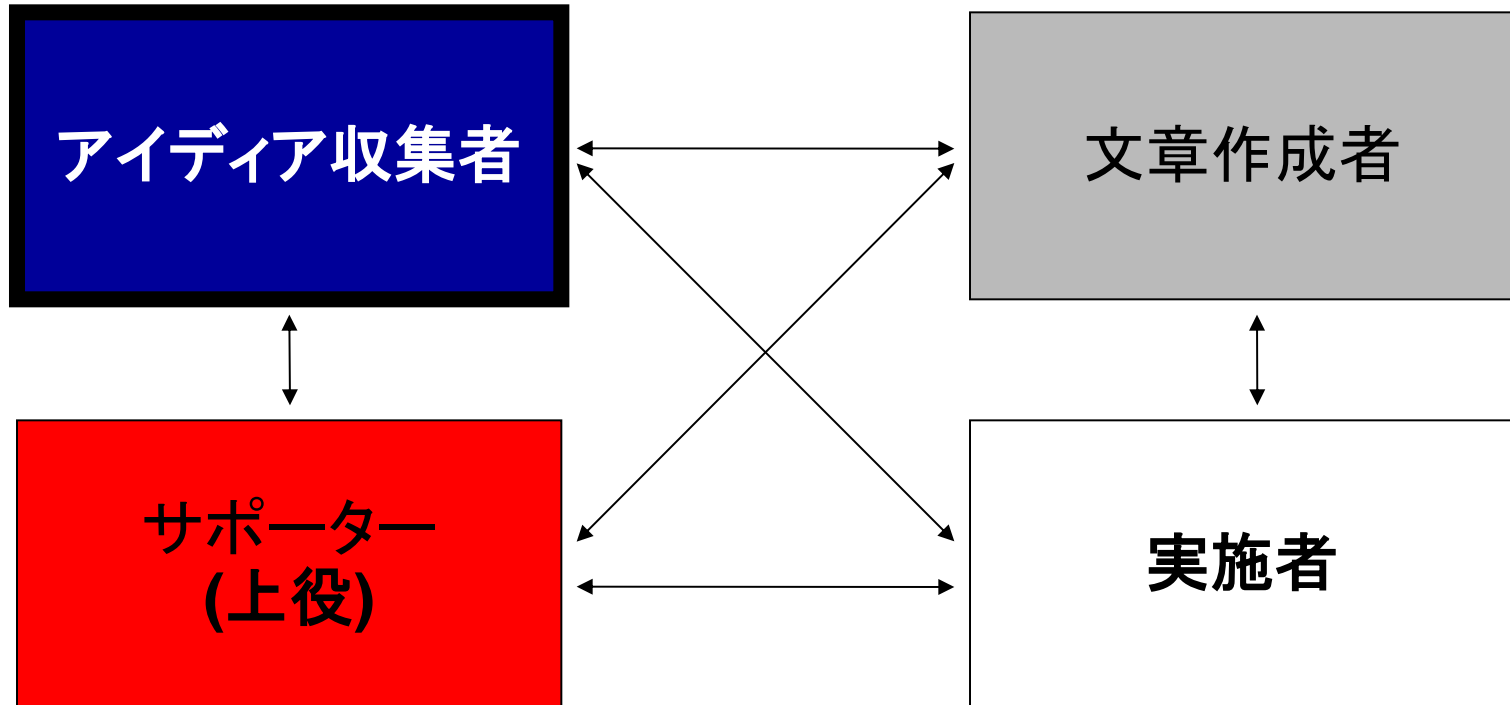 アイディア収集者
文章作成者
サポーター
(上役)
実施者